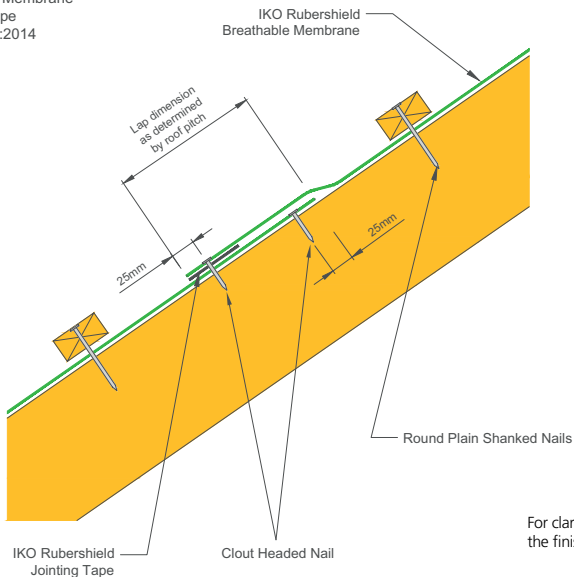 Membrane
pe
:2014
IKO Rubershield
Breathable Membrane
Lap dimension
as determined
by roof pitch
25mm
25mm
Round Plain Shanked Nails
IKO Rubershield
Jointing Tape
Clout Headed Nail
For clar
the finis